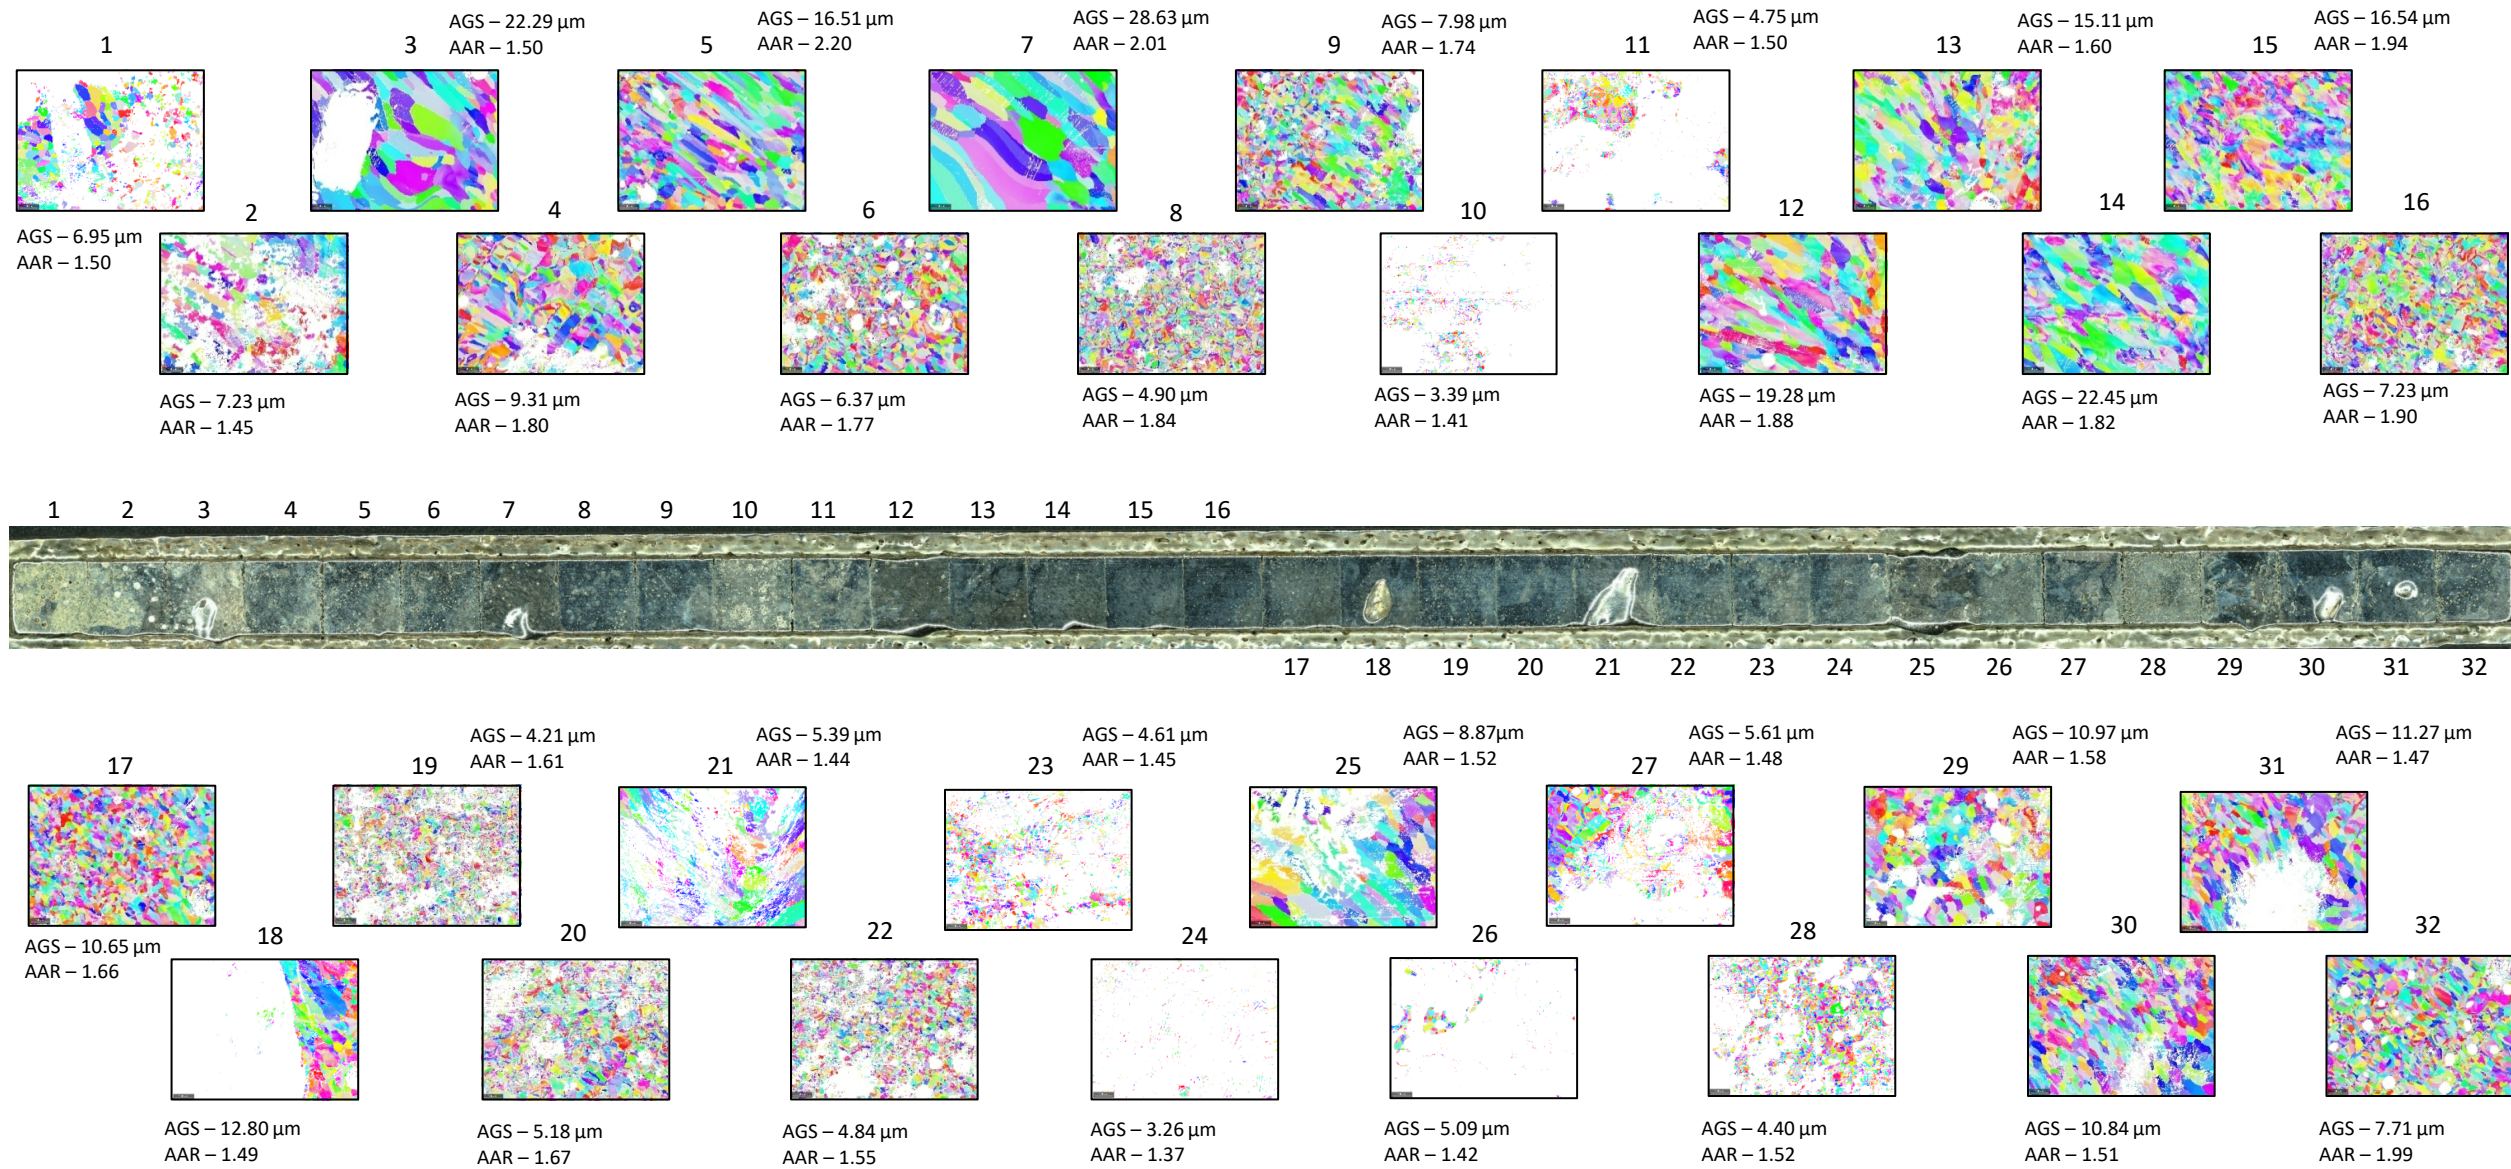 1
AGS – 6.95 µm
AAR – 1.50
2
AGS – 7.23 µm
AAR – 1.45
3
AGS – 22.29 µm
AAR – 1.50
4
AGS – 9.31 µm
AAR – 1.80
5
AGS – 16.51 µm
AAR – 2.20
6
AGS – 6.37 µm
AAR – 1.77
7
AGS – 28.63 µm
AAR – 2.01
8
AGS – 4.90 µm
AAR – 1.84
9
AGS – 7.98 µm
AAR – 1.74
10
AGS – 3.39 µm
AAR – 1.41
11
AGS – 4.75 µm
AAR – 1.50
12
AGS – 19.28 µm
AAR – 1.88
13
AGS – 15.11 µm
AAR – 1.60
14
AGS – 22.45 µm
AAR – 1.82
15
AGS – 16.54 µm
AAR – 1.94
16
AGS – 7.23 µm
AAR – 1.90
1 2 3 4 5 6 7 8 9 10 11 12 13 14 15 16
17 18 19 20 21 22 23 24 25 26 27 28 29 30 31 32
17
AGS – 10.65 µm
AAR – 1.66
18
AGS – 12.80 µm
AAR – 1.49
19
AGS – 4.21 µm
AAR – 1.61
20
AGS – 5.18 µm
AAR – 1.67
21
AGS – 5.39 µm
AAR – 1.44
22
AGS – 4.84 µm
AAR – 1.55
23
AGS – 4.61 µm
AAR – 1.45
24
AGS – 3.26 µm
AAR – 1.37
25
AGS – 8.87µm
AAR – 1.52
26
AGS – 5.09 µm
AAR – 1.42
27
AGS – 5.61 µm
AAR – 1.48
28
AGS – 4.40 µm
AAR – 1.52
29
AGS – 10.97 µm
AAR – 1.58
30
AGS – 10.84 µm
AAR – 1.51
31
AGS – 11.27 µm
AAR – 1.47
32
AGS – 7.71 µm
AAR – 1.99